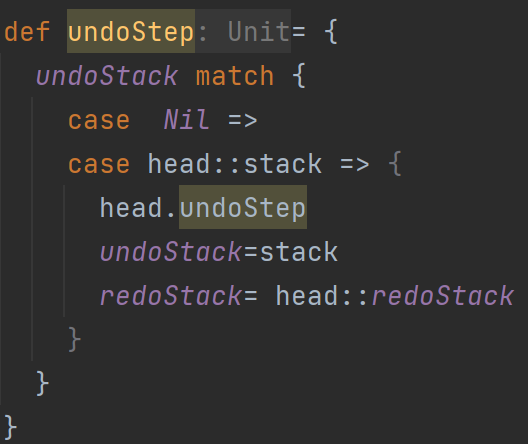 def undoStep: Unit= {
  undoStack match {
    case  Nil =>
    case head::stack => {
      head.undoStep
      undoStack=stack
      redoStack= head::redoStack
    }
  }
}